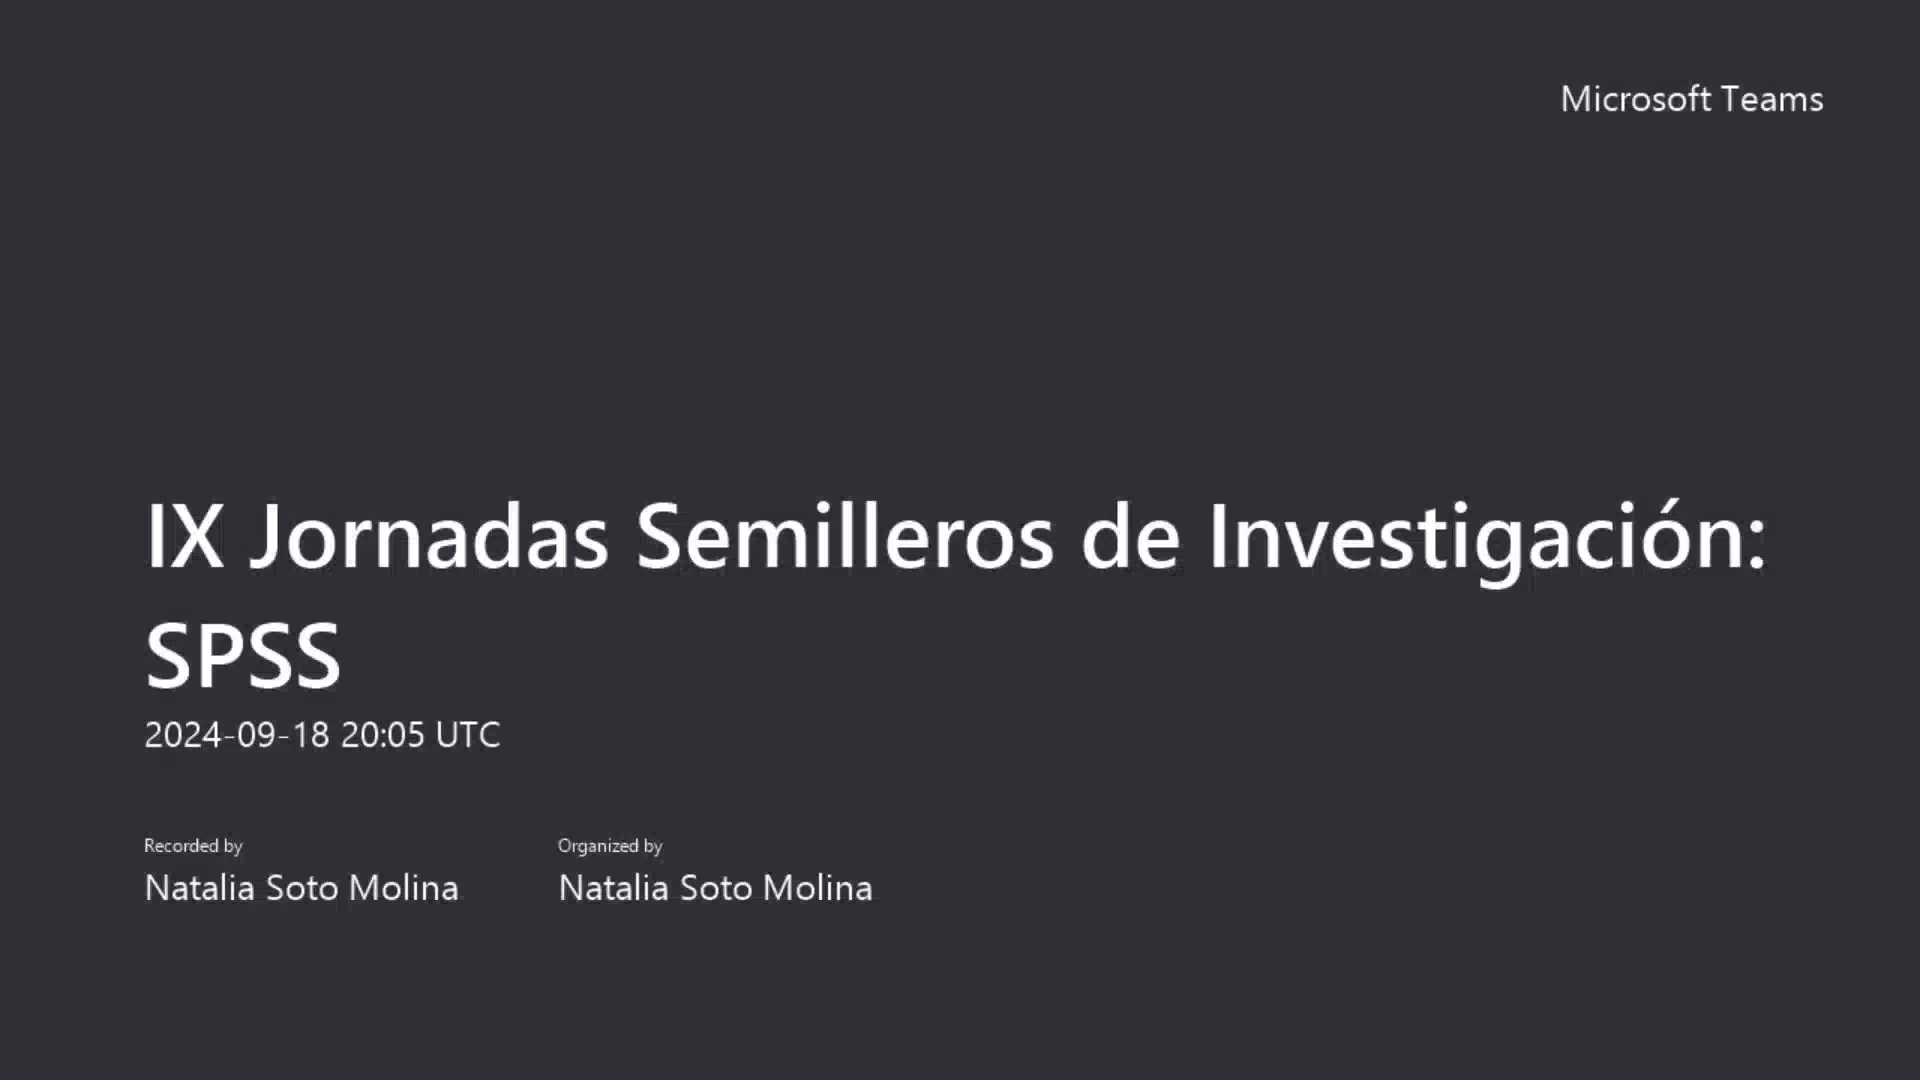 Microsoft Teams
IX Jornadas Semilleros de Investigación:
SPSS
2024-09-18 20:05 UTC
Recorded by
Organized by
Natalia Soto Molina
Natalia Soto Molina